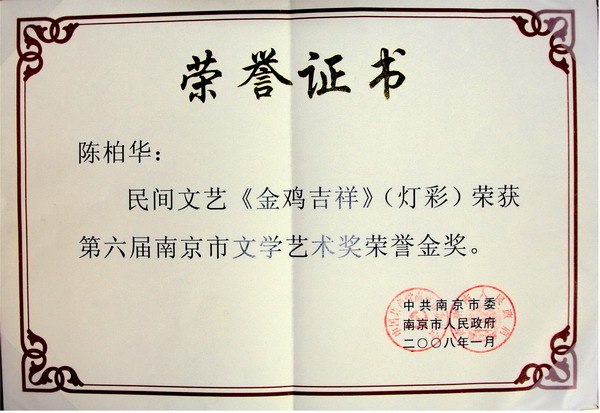 荣誉证书
陈柏华：
民间文艺《金鸡吉祥》（灯彩）荣获
第六届南京市文学艺术奖荣誉金奖。
中共南京市委
南京市人民政府
二〇〇八年一月